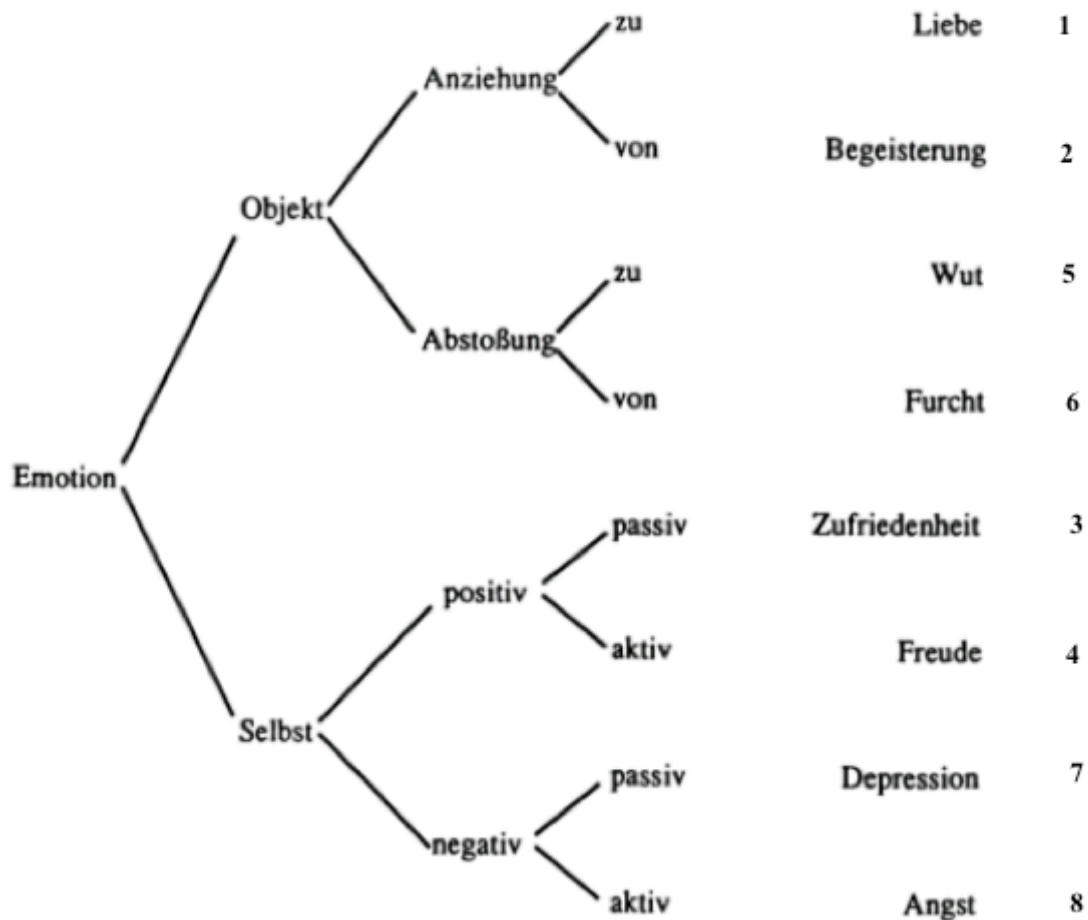 zu Liebe 1
Anziehung
von Begeisterung 2
Objekt
zu Wut 5
Abstoßung
von Furcht 6
Emotion
passiv Zufriedenheit 3
positiv
aktiv Freude 4
Selbst
passiv Depression 7
negativ
aktiv Angst 8